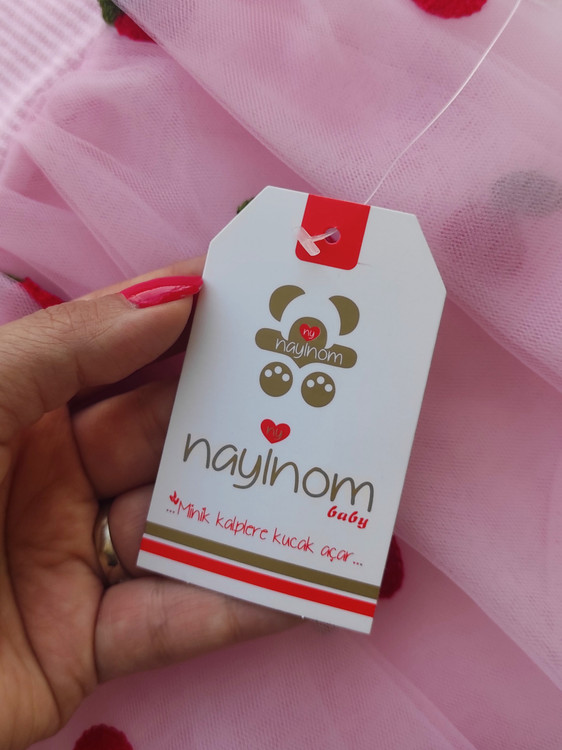 ny
naylnom
ny
naylnom
baby
...Minik kalplere kucak açar...